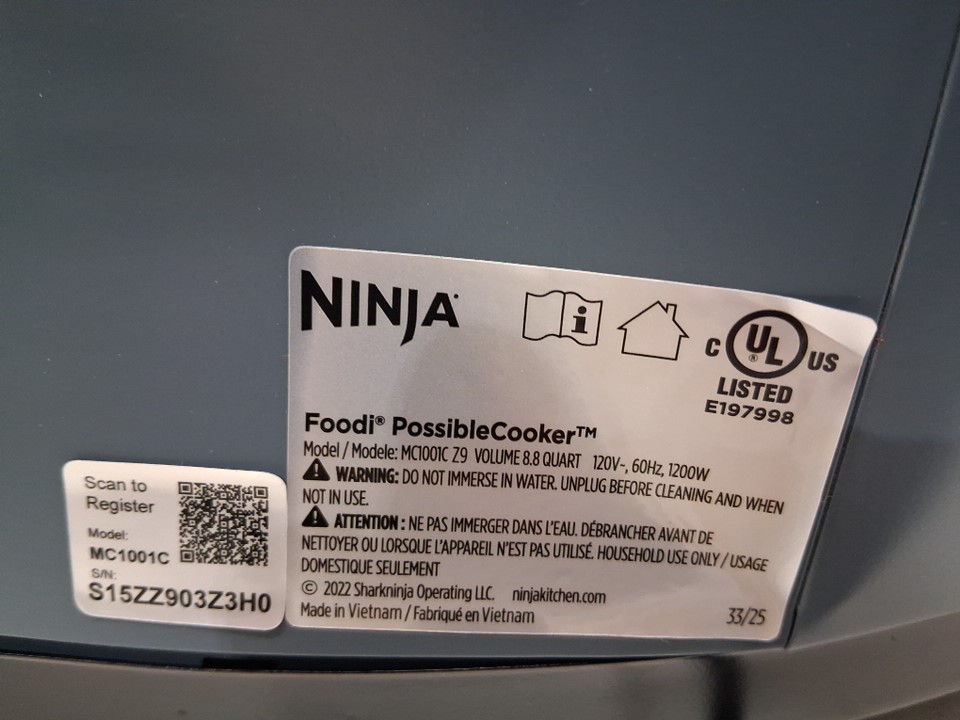 NINJA®
C UL® US
LISTED
E197998
Foodi® PossibleCooker™
Model / Modele: MC1001C Z9 VOLUME 8.8 QUART 120V~, 60Hz, 1200W
WARNING: DO NOT IMMERSE IN WATER. UNPLUG BEFORE CLEANING AND WHEN
NOT IN USE.
ATTENTION : NE PAS IMMERGER DANS L'EAU. DÉBRANCHER AVANT DE
NETTOYER OU LORSQUE L'APPAREIL N'EST PAS UTILISÉ. HOUSEHOLD USE ONLY / USAGE
DOMESTIQUE SEULEMENT
© 2022 Sharkninja Operating LLC. ninjakitchen.com
Made in Vietnam / Fabriqué en Vietnam 33/25
Scan to
Register
Model:
MC1001C
S/N:
S15ZZ903Z3H0